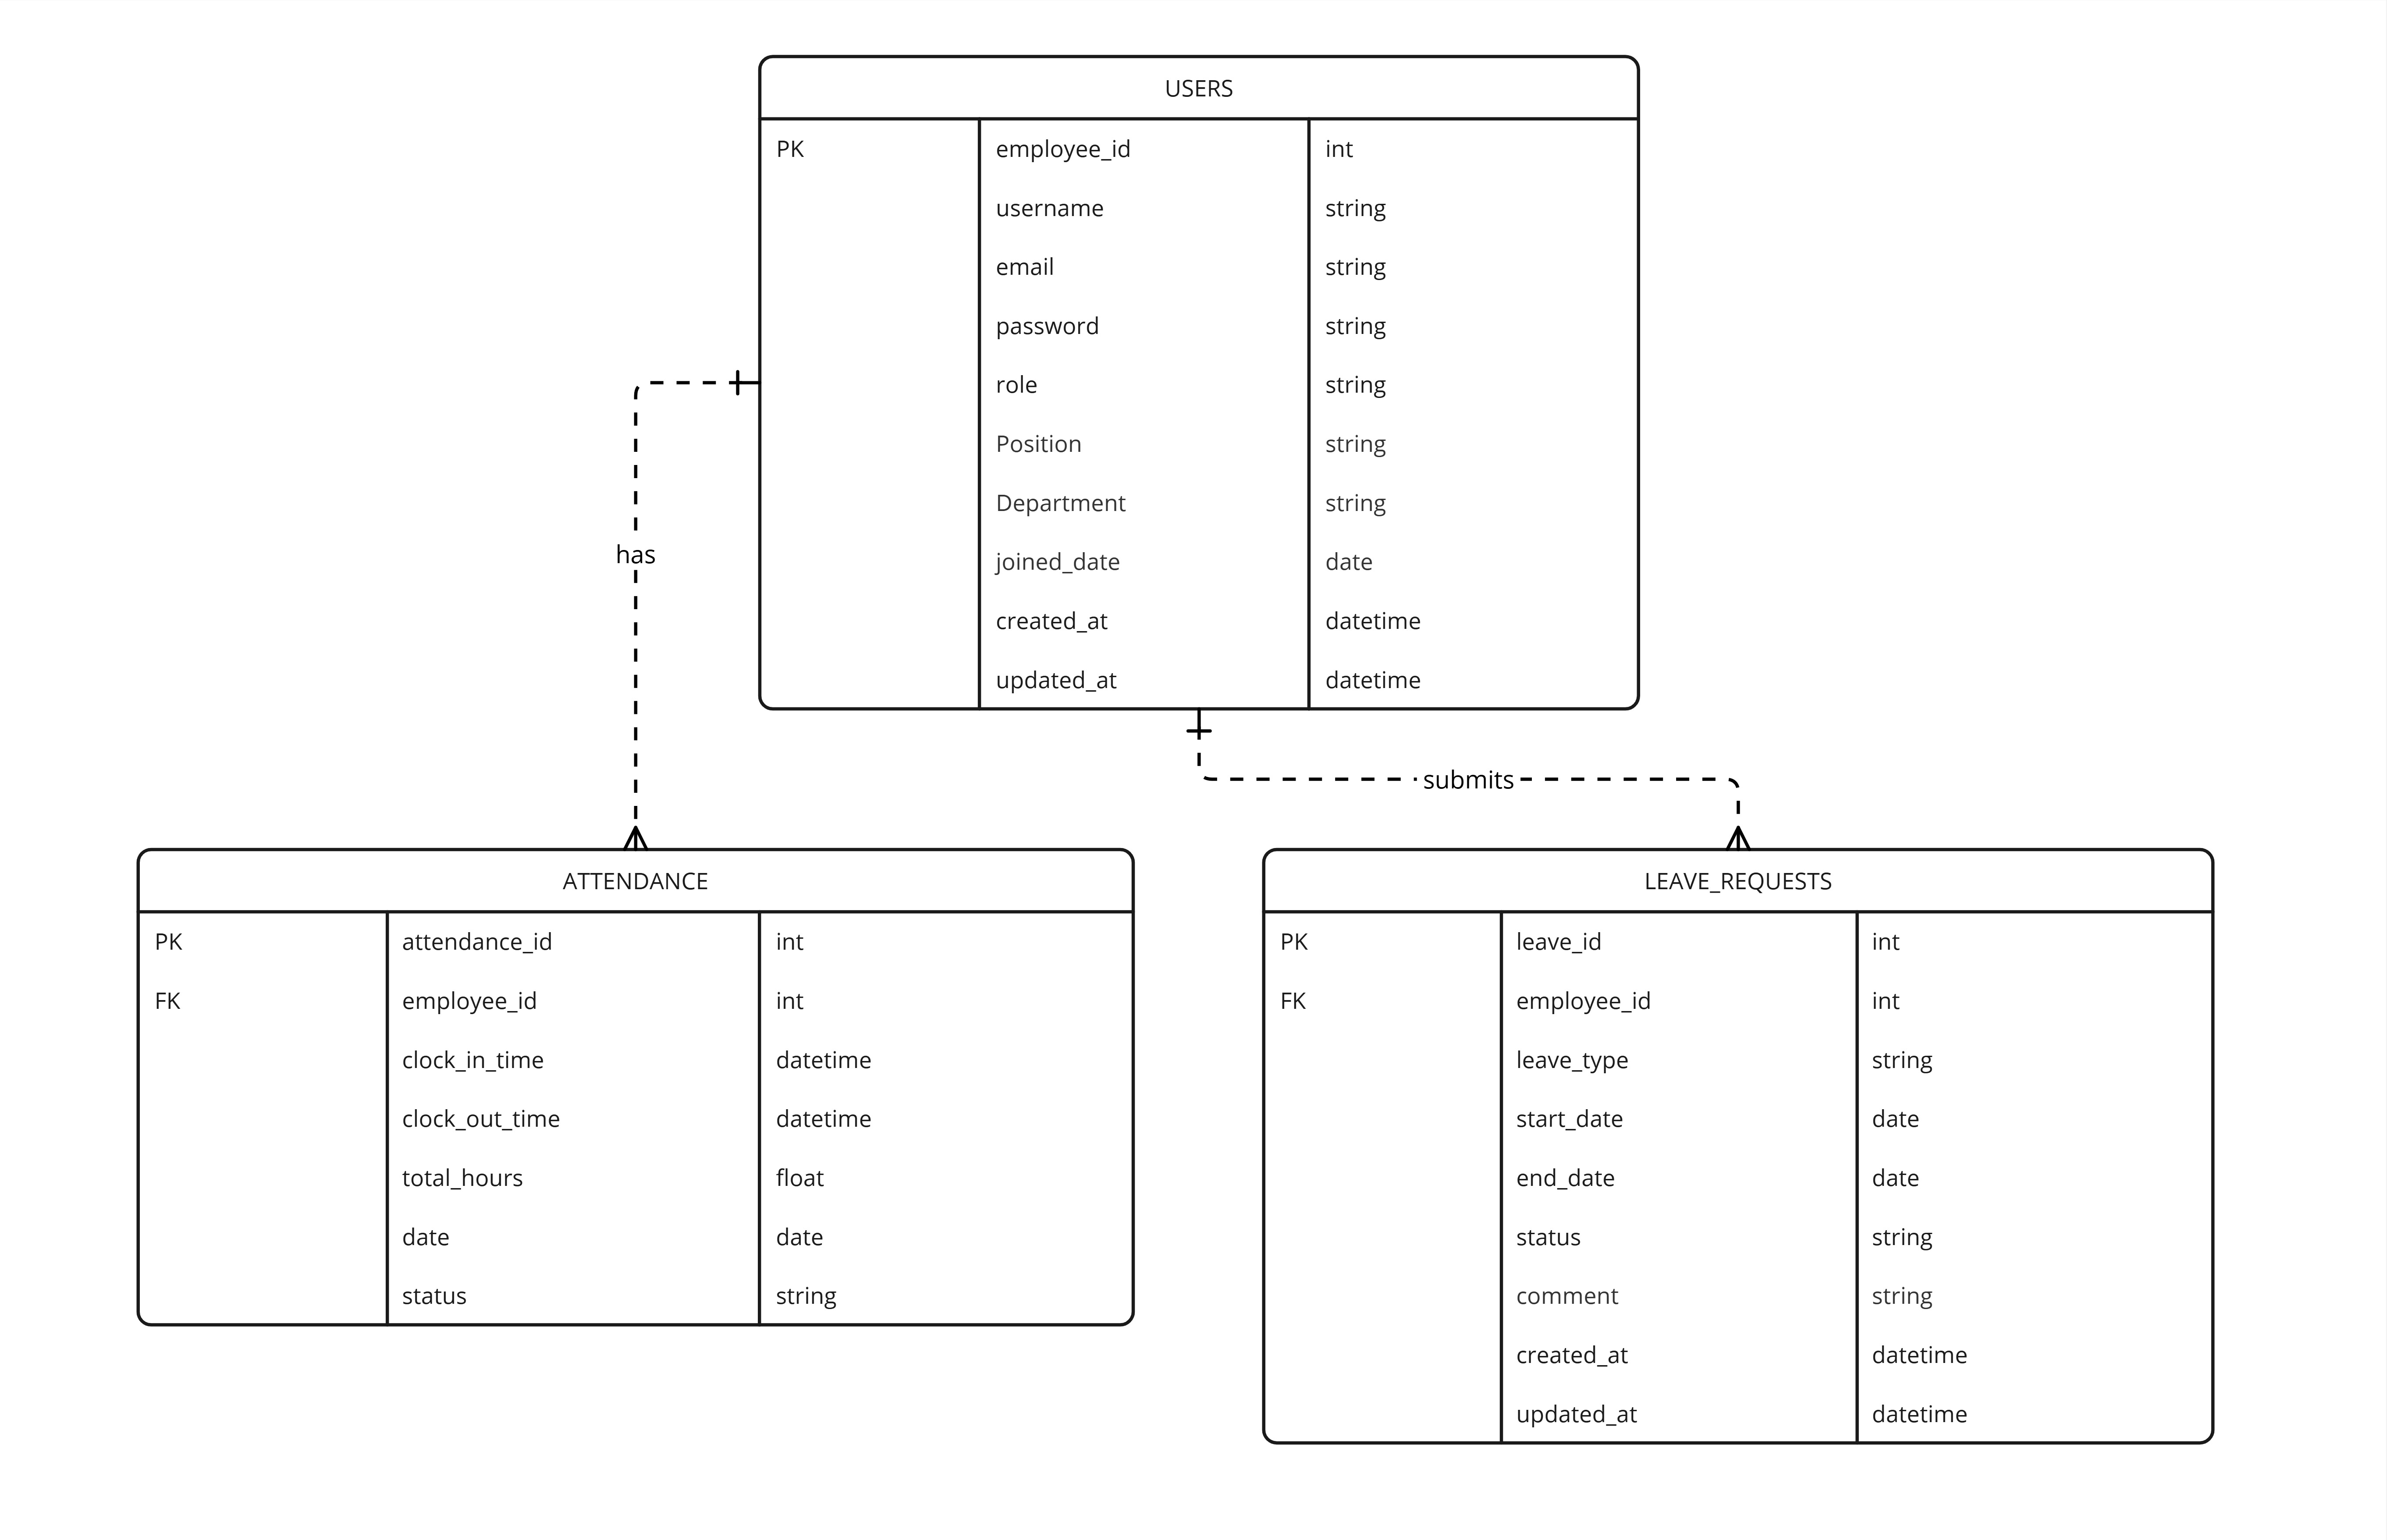 USERS
PK employee_id int
username string
email string
password string
role string
Position string
Department string
joined_date date
created_at datetime
updated_at datetime
has
submits
ATTENDANCE
PK attendance_id int
FK employee_id int
clock_in_time datetime
clock_out_time datetime
total_hours float
date date
status string
LEAVE_REQUESTS
PK leave_id int
FK employee_id int
leave_type string
start_date date
end_date date
status string
comment string
created_at datetime
updated_at datetime